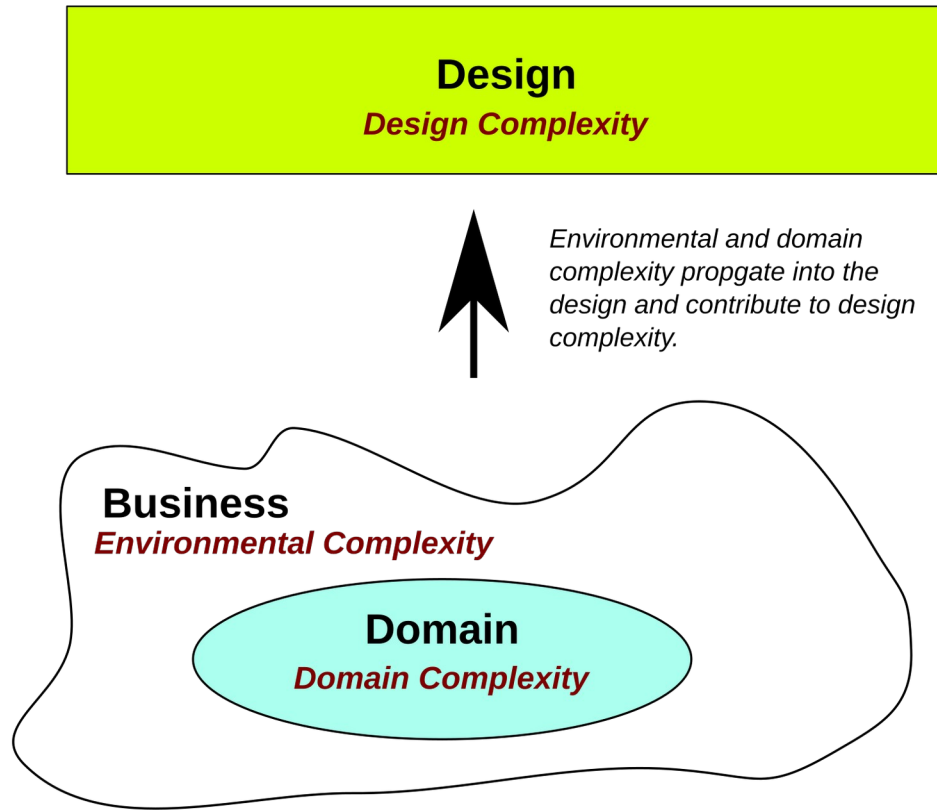 Design
Design Complexity
Environmental and domain
complexity propgate into the
design and contribute to design
complexity.
Business
Environmental Complexity
Domain
Domain Complexity